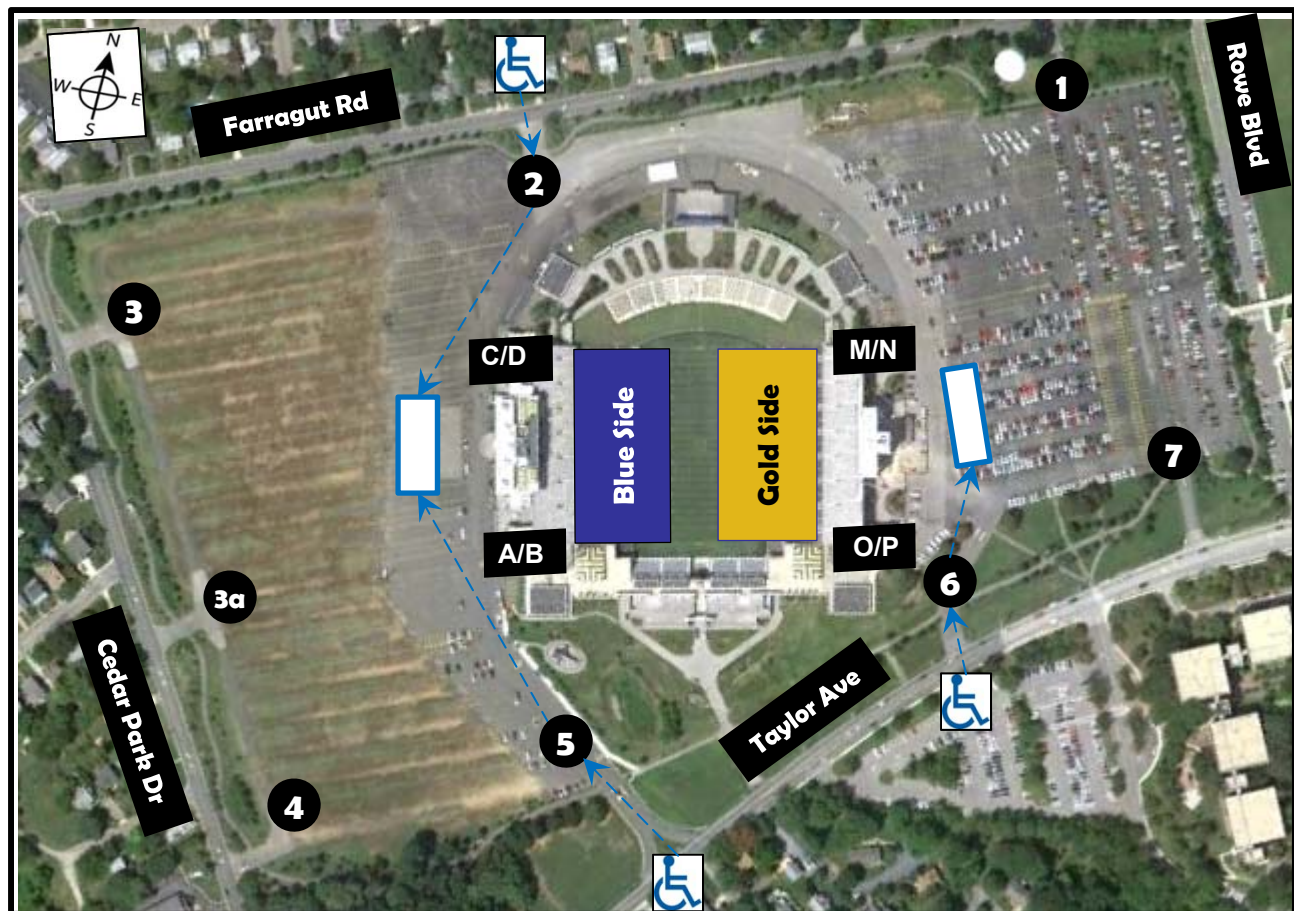 N
W
E
S
Farragut Rd
Rowe Blvd
1
2
3
C/D
M/N
Blue Side
Gold Side
7
A/B
O/P
6
3a
Cedar Park Dr
Taylor Ave
5
4